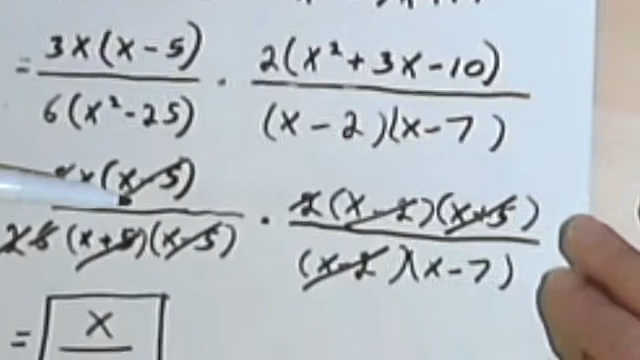 = 3x(x-5) / 6(x²-25) · 2(x²+3x-10) / (x-2)(x-7)
x(x-5) / 2 6(x+5)(x-5) · 2(x-2)(x+5) / (x-2)(x-7)
= x